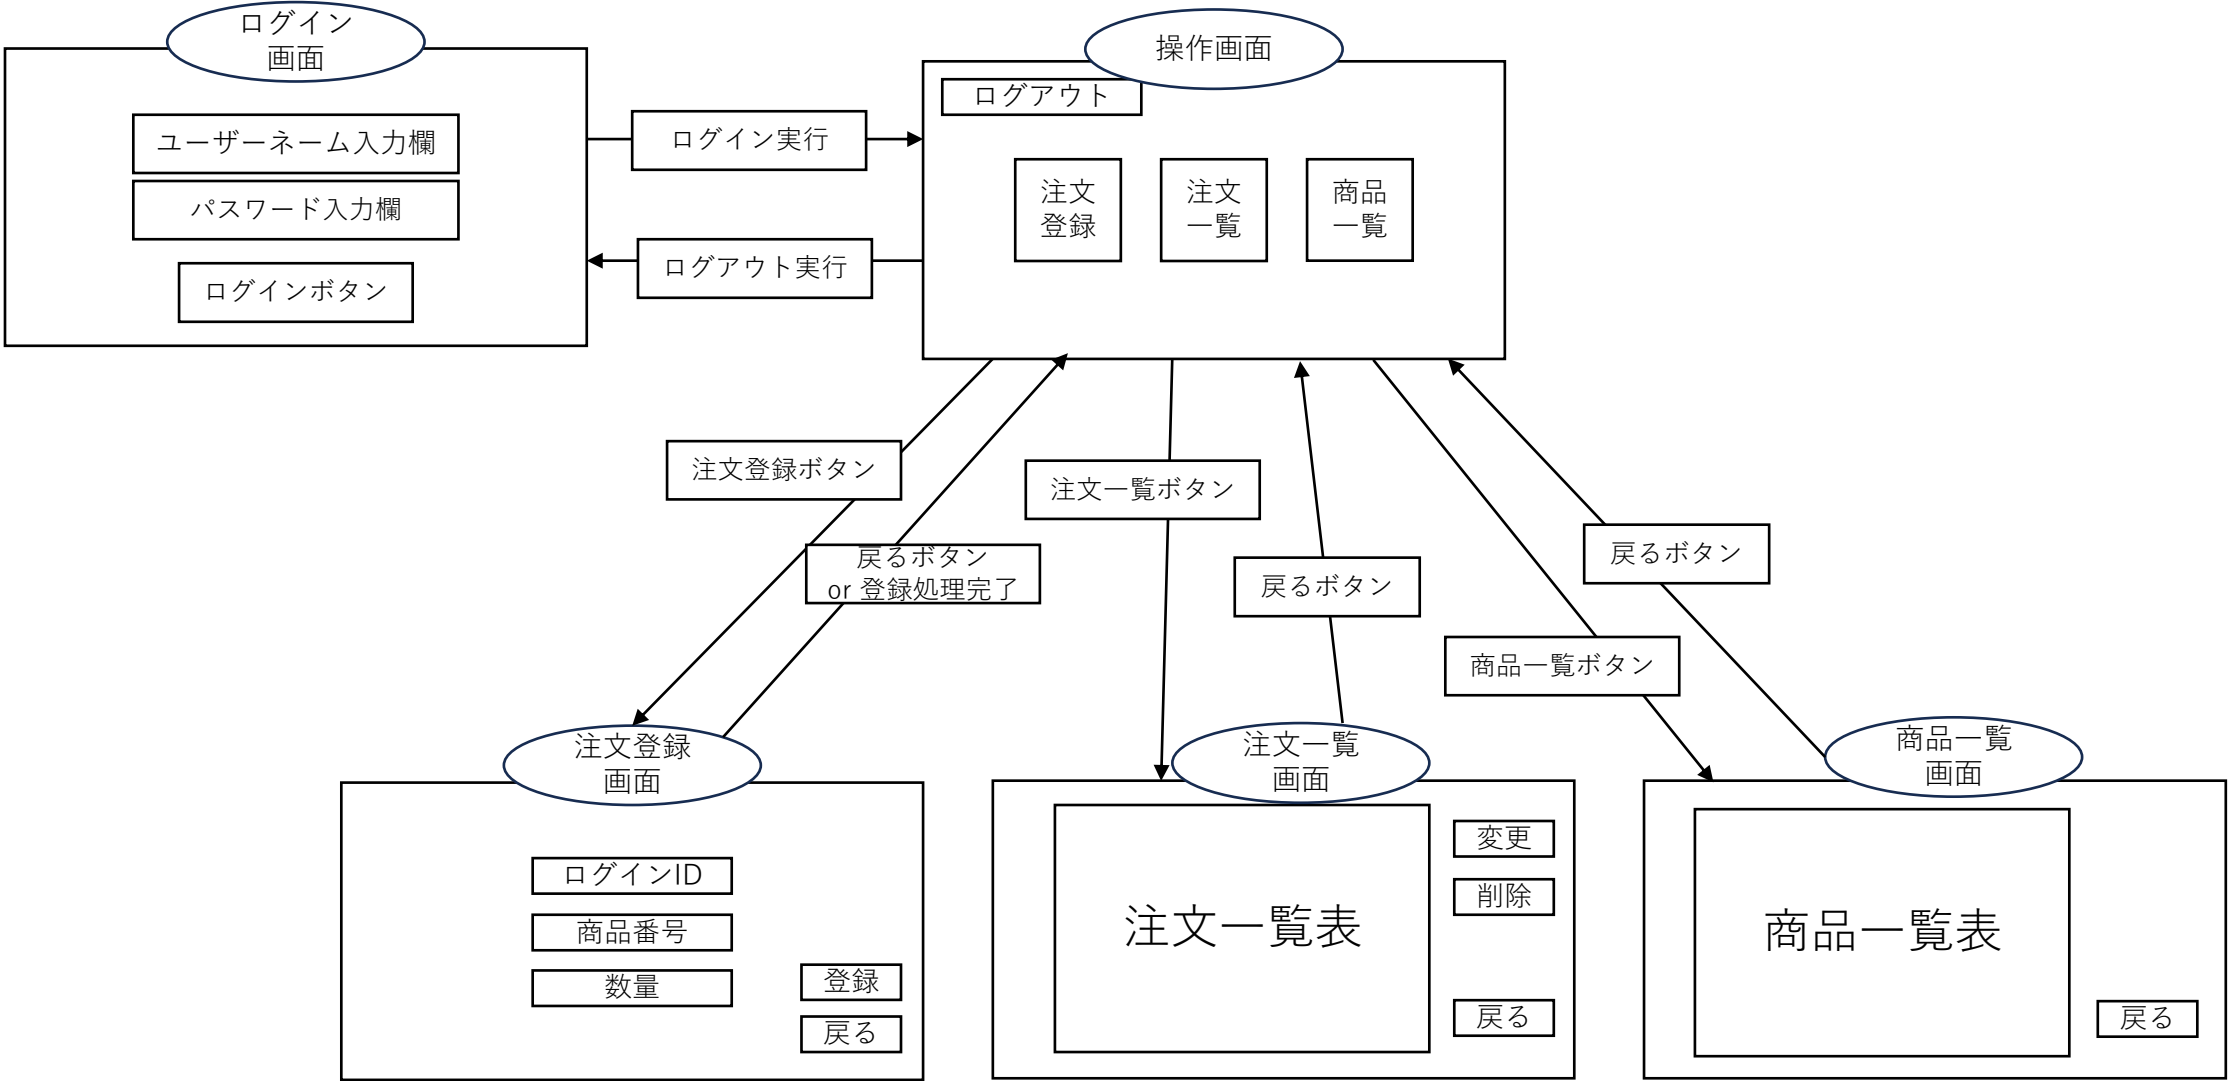 ログイン
画面
ユーザーネーム入力欄
パスワード入力欄
ログインボタン
ログイン実行
ログアウト実行
操作画面
ログアウト
注文
登録
注文
一覧
商品
一覧
注文登録ボタン
戻るボタン
or 登録処理完了
注文一覧ボタン
戻るボタン
商品一覧ボタン
戻るボタン
注文登録
画面
ログインID
商品番号
数量
登録
戻る
注文一覧
画面
注文一覧表
変更
削除
戻る
商品一覧
画面
商品一覧表
戻る